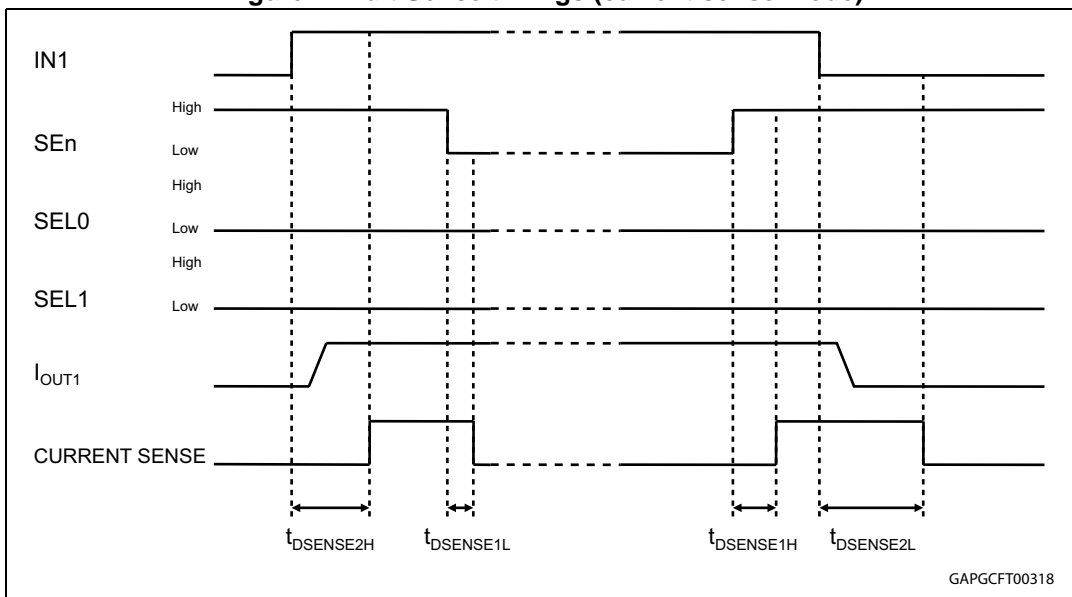 IN1
High
SEn
Low
High
SEL0
Low
High
SEL1
Low
IOUT1
CURRENT SENSE
tDSENSE2H tDSENSE1L tDSENSE1H tDSENSE2L
GAPGCFT00318